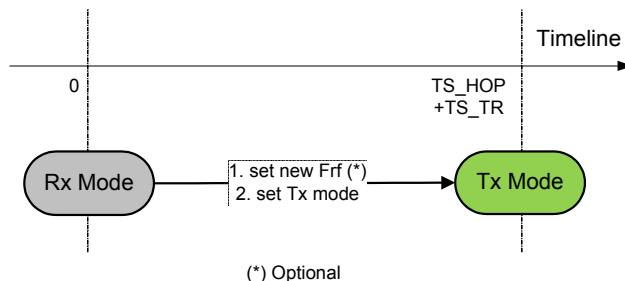 Timeline
0
TS_HOP
+TS_TR
Rx Mode
1. set new Frf (*)
2. set Tx mode
Tx Mode
(*) Optional